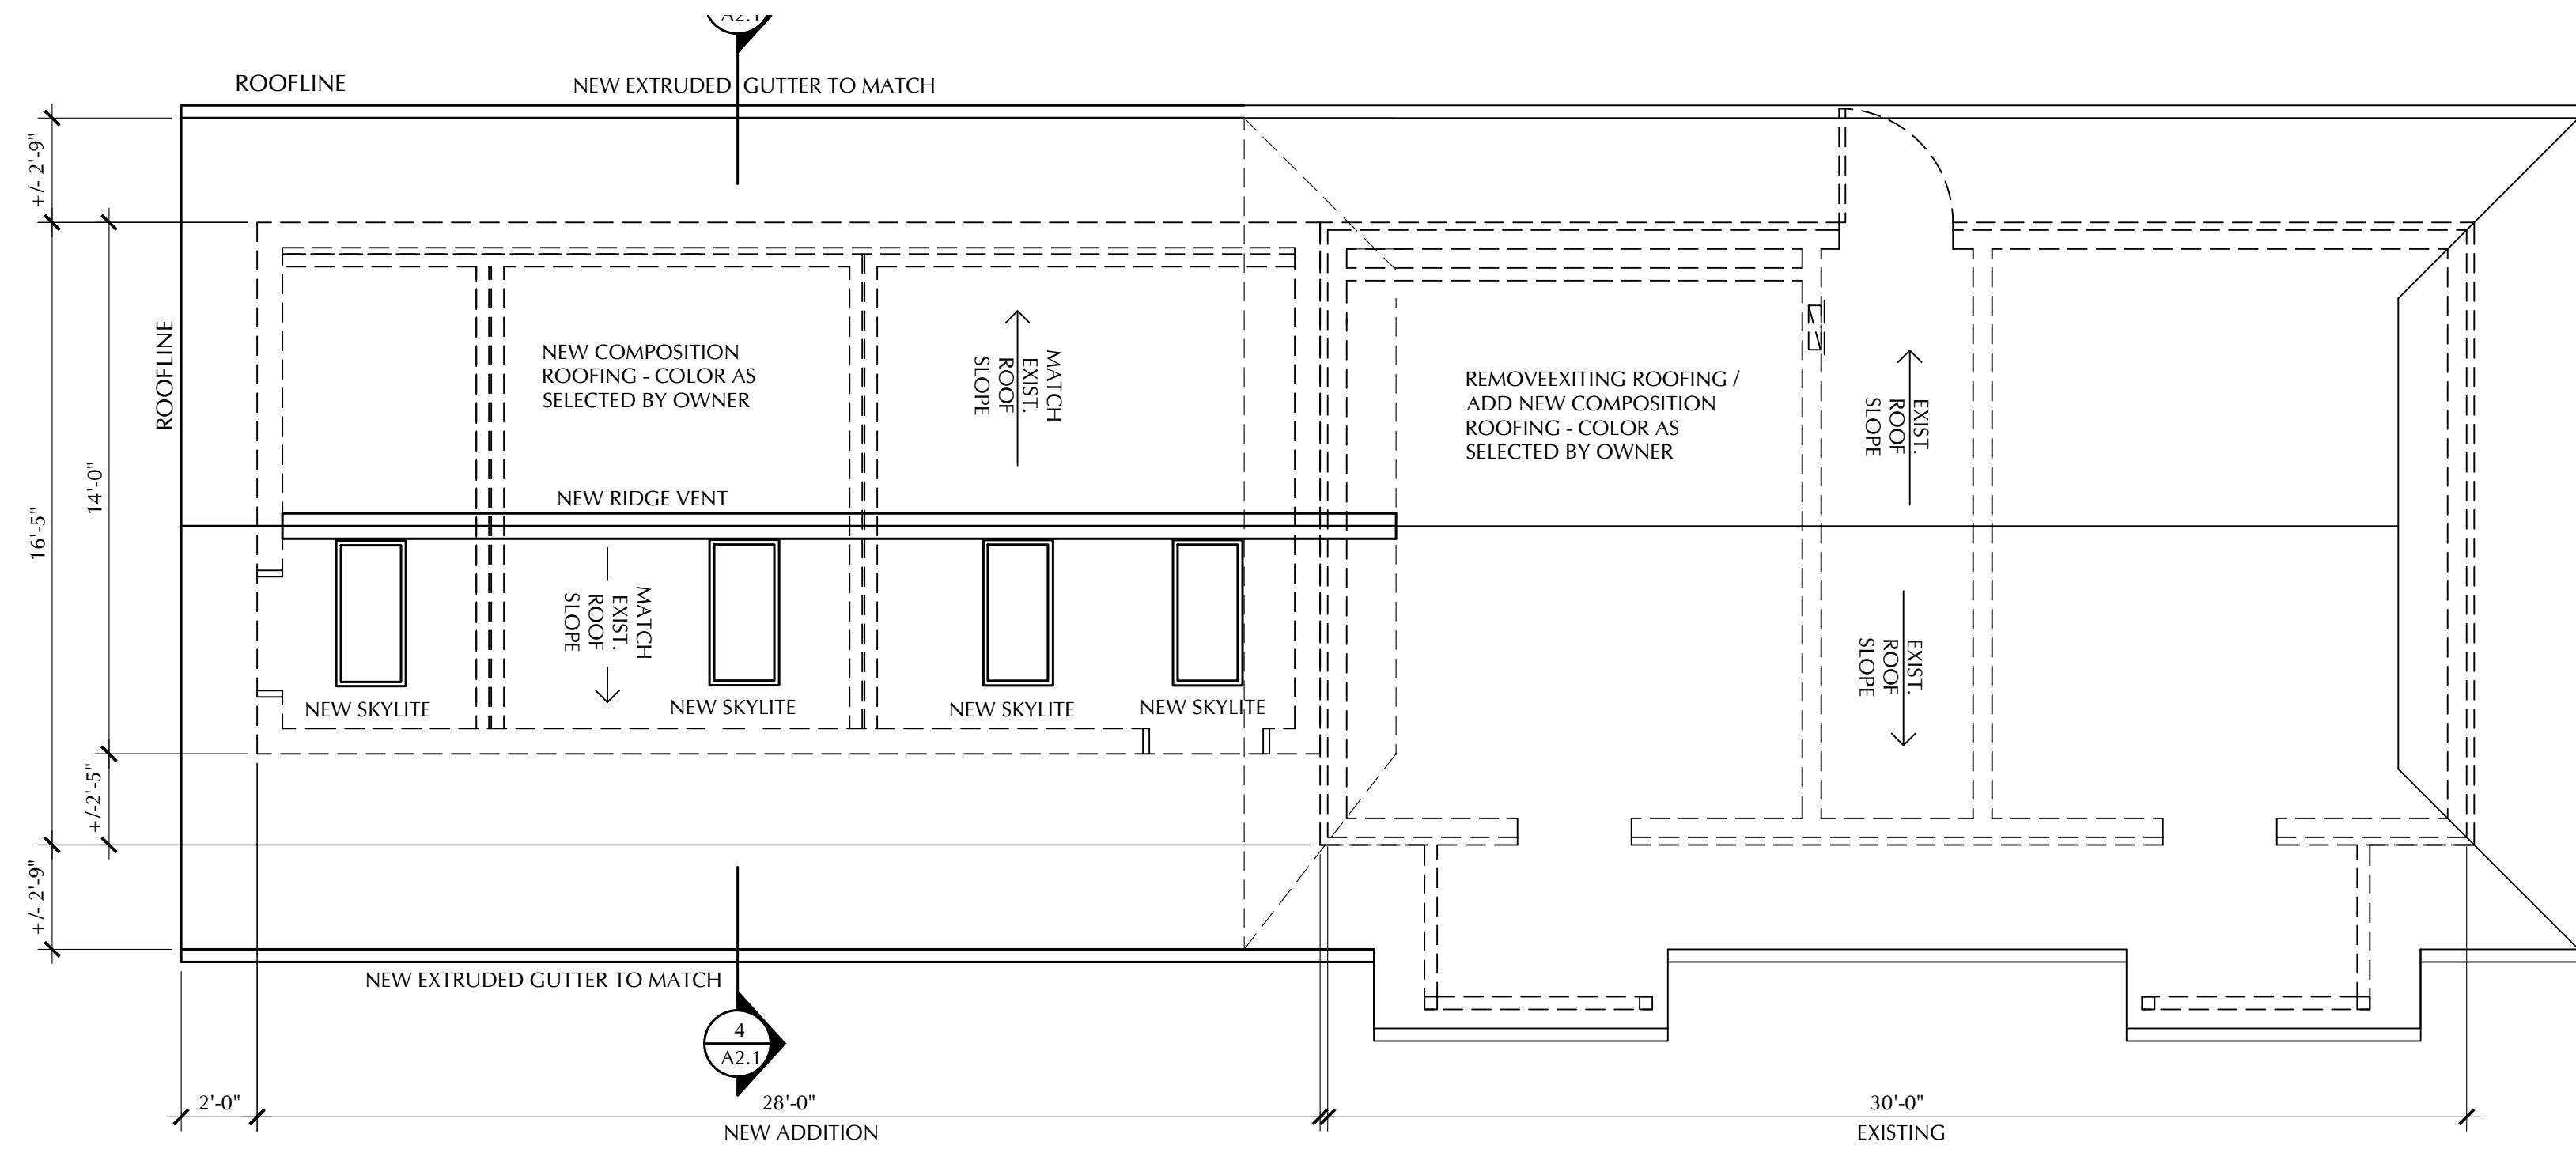 A2.1
ROOFLINE
NEW EXTRUDED GUTTER TO MATCH
+/- 2'-9"
ROOFLINE
14'-0"
16'-5"
NEW COMPOSITION
ROOFING - COLOR AS
SELECTED BY OWNER
MATCH
EXIST.
ROOF
SLOPE
REMOVEEXITING ROOFING /
ADD NEW COMPOSITION
ROOFING - COLOR AS
SELECTED BY OWNER
EXIST.
ROOF
SLOPE
NEW RIDGE VENT
MATCH
EXIST.
ROOF
SLOPE
EXIST.
ROOF
SLOPE
NEW SKYLITE
NEW SKYLITE
NEW SKYLITE
NEW SKYLITE
+/-2'-5"
+/- 2'-9"
NEW EXTRUDED GUTTER TO MATCH
4
A2.1
2'-0"
28'-0"
NEW ADDITION
30'-0"
EXISTING